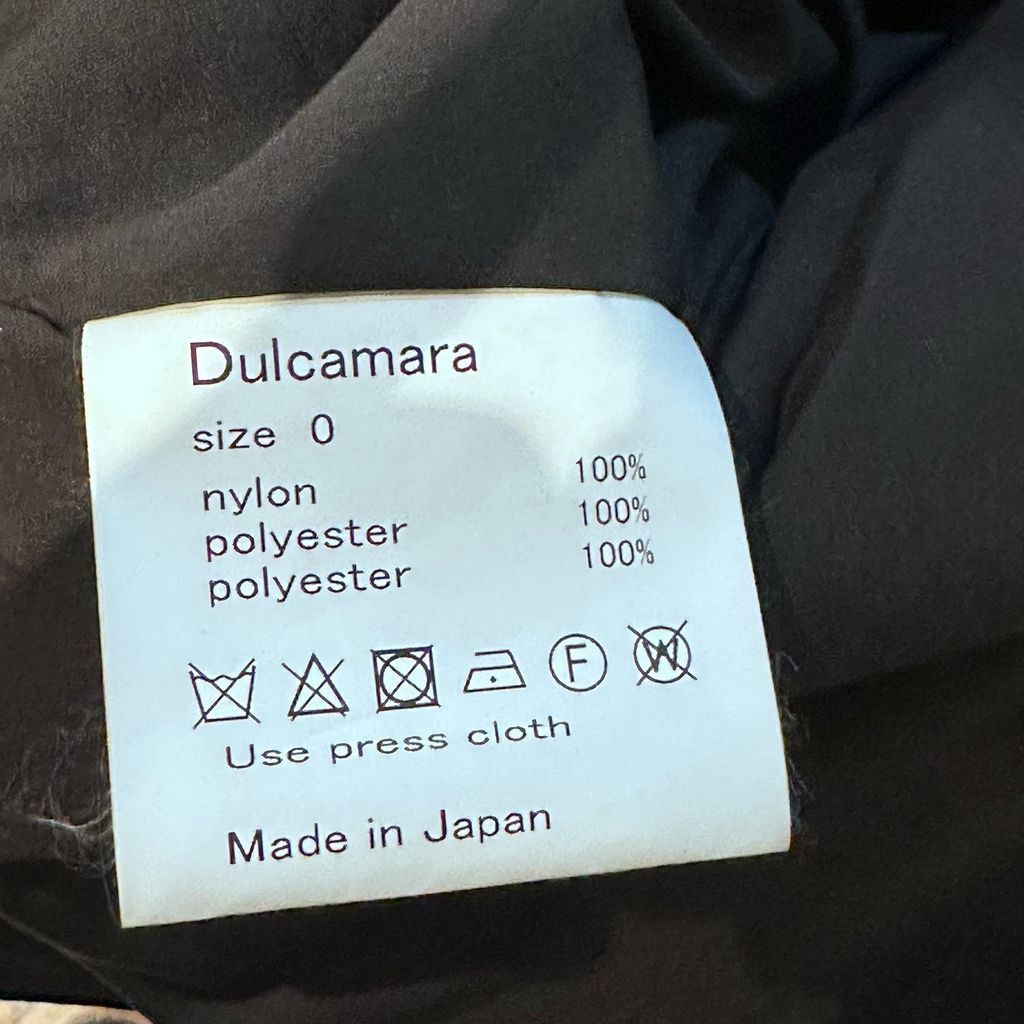 Dulcamara
size 0
nylon 100%
polyester 100%
polyester 100%
F W
Use press cloth
Made in Japan